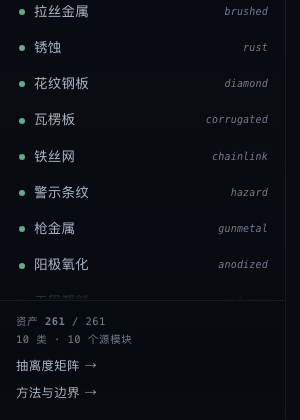 拉丝金属 brushed
锈蚀 rust
花纹钢板 diamond
瓦楞板 corrugated
铁丝网 chainlink
警示条纹 hazard
枪金属 gunmetal
阳极氧化 anodized
资产 261 / 261
10 类 · 10 个源模块
抽离度矩阵 →
方法与边界 →